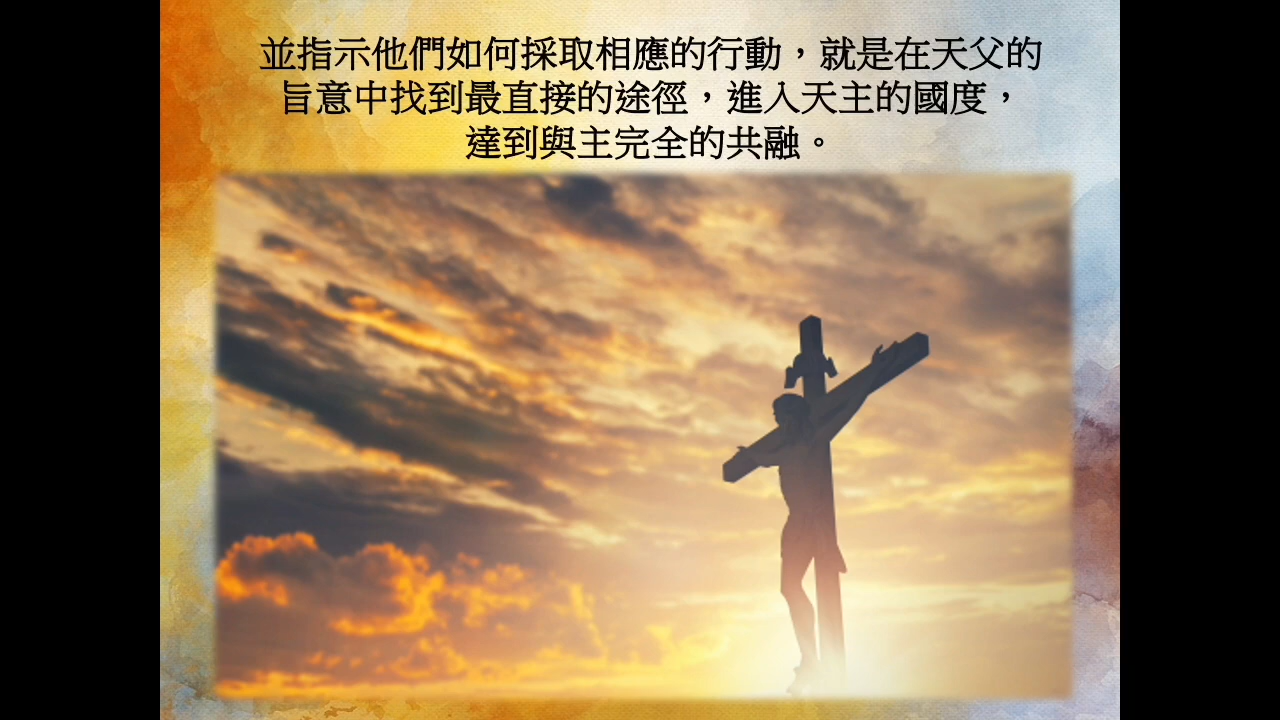 並指示他們如何採取相應的行動，就是在天父的
旨意中找到最直接的途徑，進入天主的國度，
達到與主完全的共融。